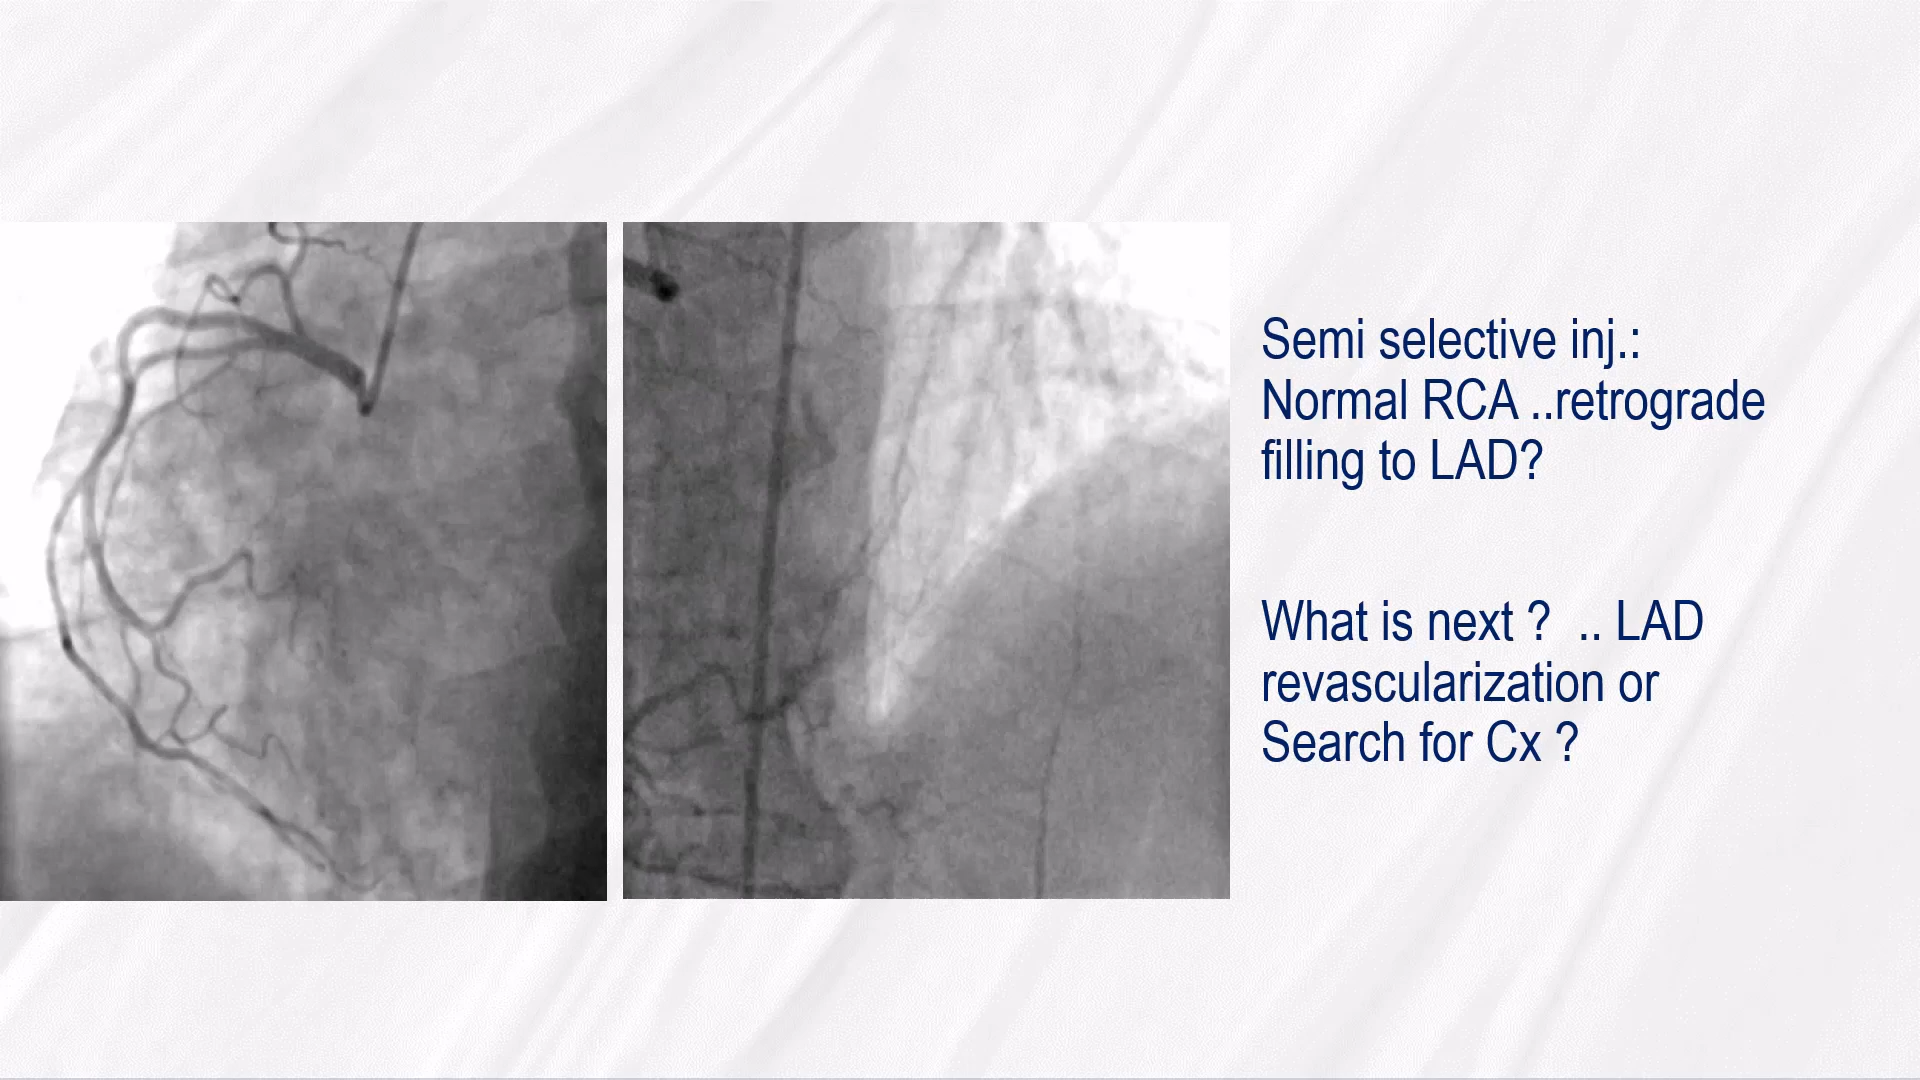 Semi selective inj.:
Normal RCA ..retrograde
filling to LAD?
What is next ?  .. LAD
revascularization or
Search for Cx ?